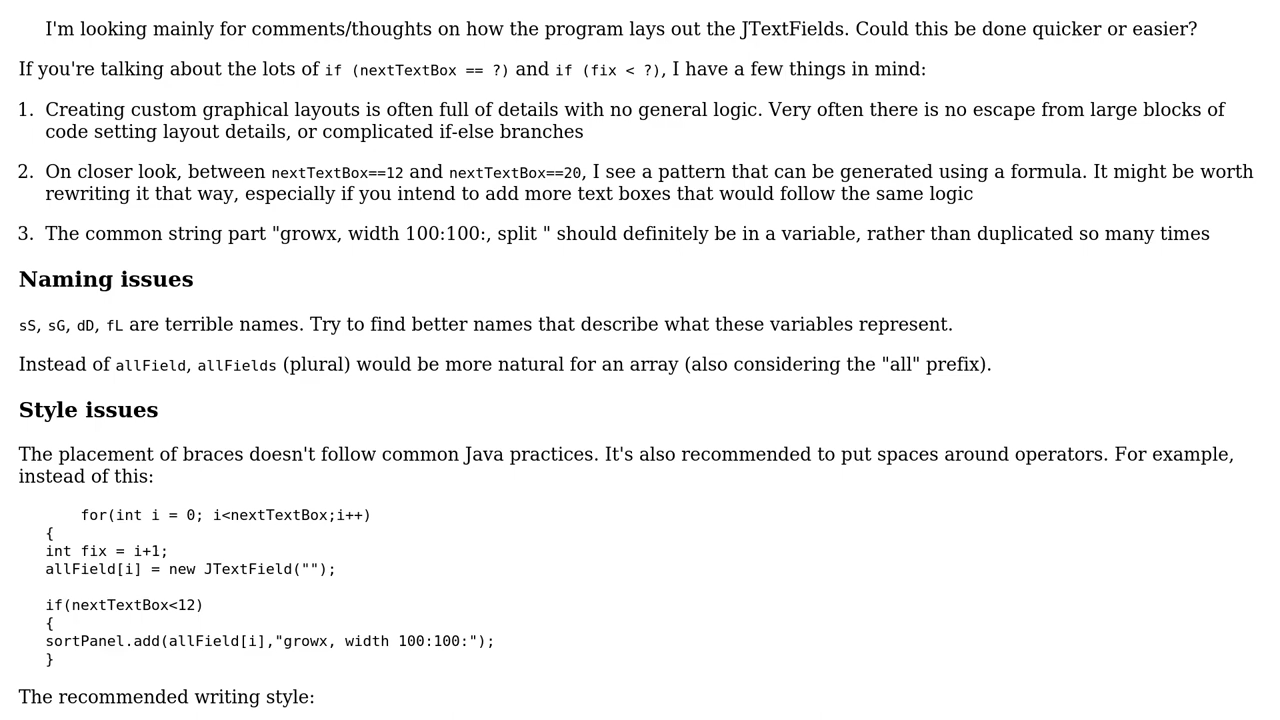 I'm looking mainly for comments/thoughts on how the program lays out the JTextFields. Could this be done quicker or easier?
If you're talking about the lots of if (nextTextBox == ?) and if (fix < ?), I have a few things in mind:
1. Creating custom graphical layouts is often full of details with no general logic. Very often there is no escape from large blocks of
code setting layout details, or complicated if-else branches
2. On closer look, between nextTextBox==12 and nextTextBox==20, I see a pattern that can be generated using a formula. It might be worth
rewriting it that way, especially if you intend to add more text boxes that would follow the same logic
3. The common string part "growx, width 100:100:, split " should definitely be in a variable, rather than duplicated so many times
Naming issues
sS, sG, dD, fL are terrible names. Try to find better names that describe what these variables represent.
Instead of allField, allFields (plural) would be more natural for an array (also considering the "all" prefix).
Style issues
The placement of braces doesn't follow common Java practices. It's also recommended to put spaces around operators. For example,
instead of this:
for(int i = 0; i<nextTextBox;i++)
{
int fix = i+1;
allField[i] = new JTextField("");
if(nextTextBox<12)
{
sortPanel.add(allField[i],"growx, width 100:100:");
}
The recommended writing style: